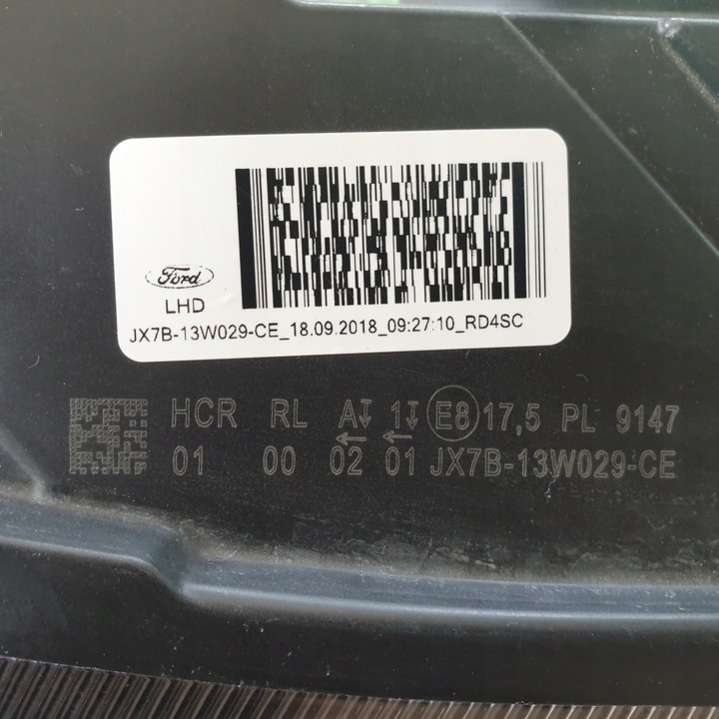 Ford
LHD
JX7B-13W029-CE_18.09.2018_09:27:10_RD4SC
HCR RL A 1 E8 17,5 PL 9147
01 00 02 01 JX7B-13W029-CE